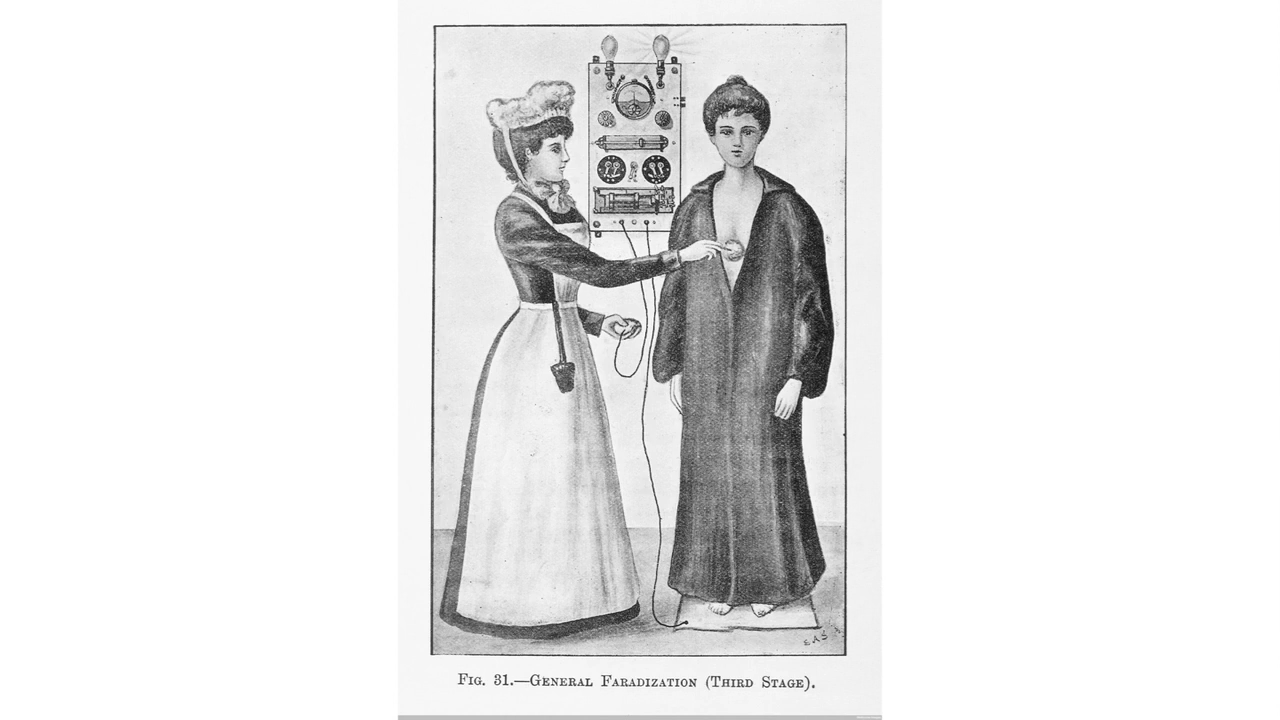 FIG. 31.—GENERAL FARADIZATION (THIRD STAGE).